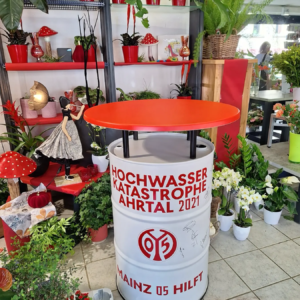 HOCHWASSER
KATASTROPHE
AHRTAL 2021
05
MAINZ 05 HILFT